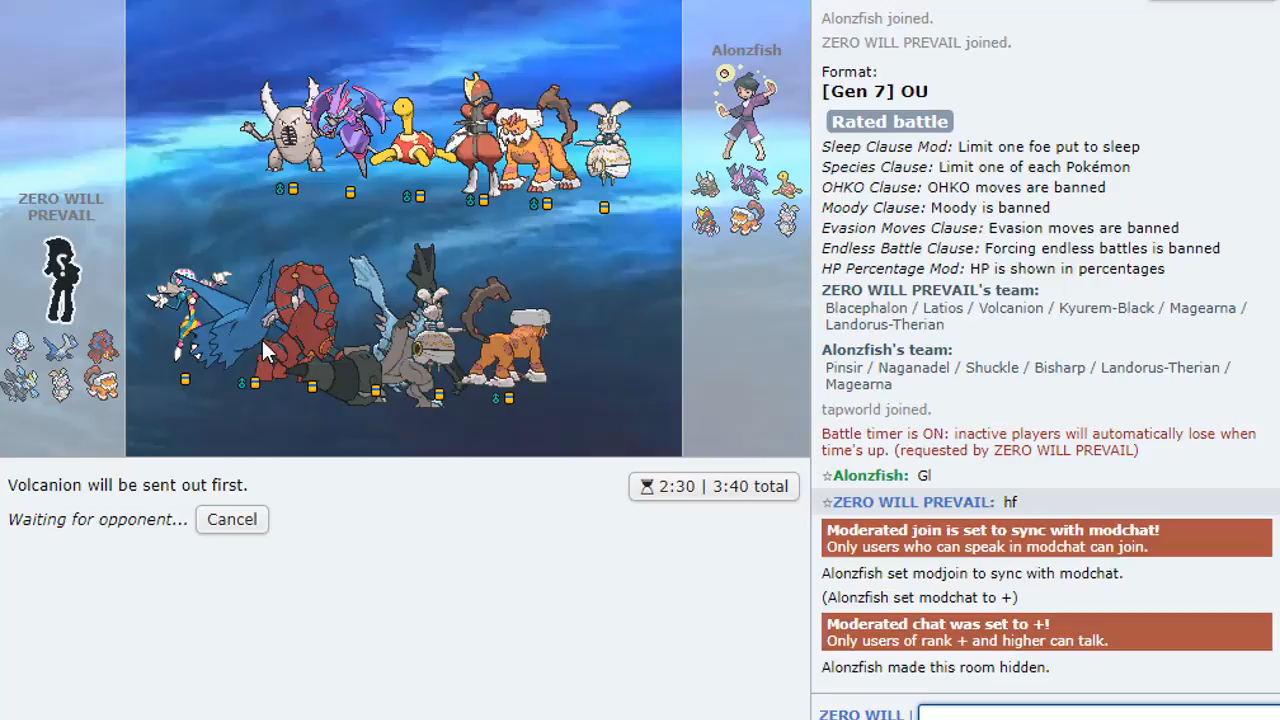 ZERO WILL
PREVAIL
Alonzfish
Volcanion will be sent out first.
Waiting for opponent...
Cancel
2:30 | 3:40 total
Alonzfish joined.
ZERO WILL PREVAIL joined.
Format:
[Gen 7] OU
Rated battle
Sleep Clause Mod: Limit one foe put to sleep
Species Clause: Limit one of each Pokémon
OHKO Clause: OHKO moves are banned
Moody Clause: Moody is banned
Evasion Moves Clause: Evasion moves are banned
Endless Battle Clause: Forcing endless battles is banned
HP Percentage Mod: HP is shown in percentages
ZERO WILL PREVAIL's team:
Blacephalon / Latios / Volcanion / Kyurem-Black / Magearna /
Landorus-Therian
Alonzfish's team:
Pinsir / Naganadel / Shuckle / Bisharp / Landorus-Therian /
Magearna
tapworld joined.
Battle timer is ON: inactive players will automatically lose when
time's up. (requested by ZERO WILL PREVAIL)
☆Alonzfish: Gl
☆ZERO WILL PREVAIL: hf
Moderated join is set to sync with modchat!
Only users who can speak in modchat can join.
Alonzfish set modjoin to sync with modchat.
(Alonzfish set modchat to +)
Moderated chat was set to +!
Only users of rank + and higher can talk.
Alonzfish made this room hidden.
ZERO WILL